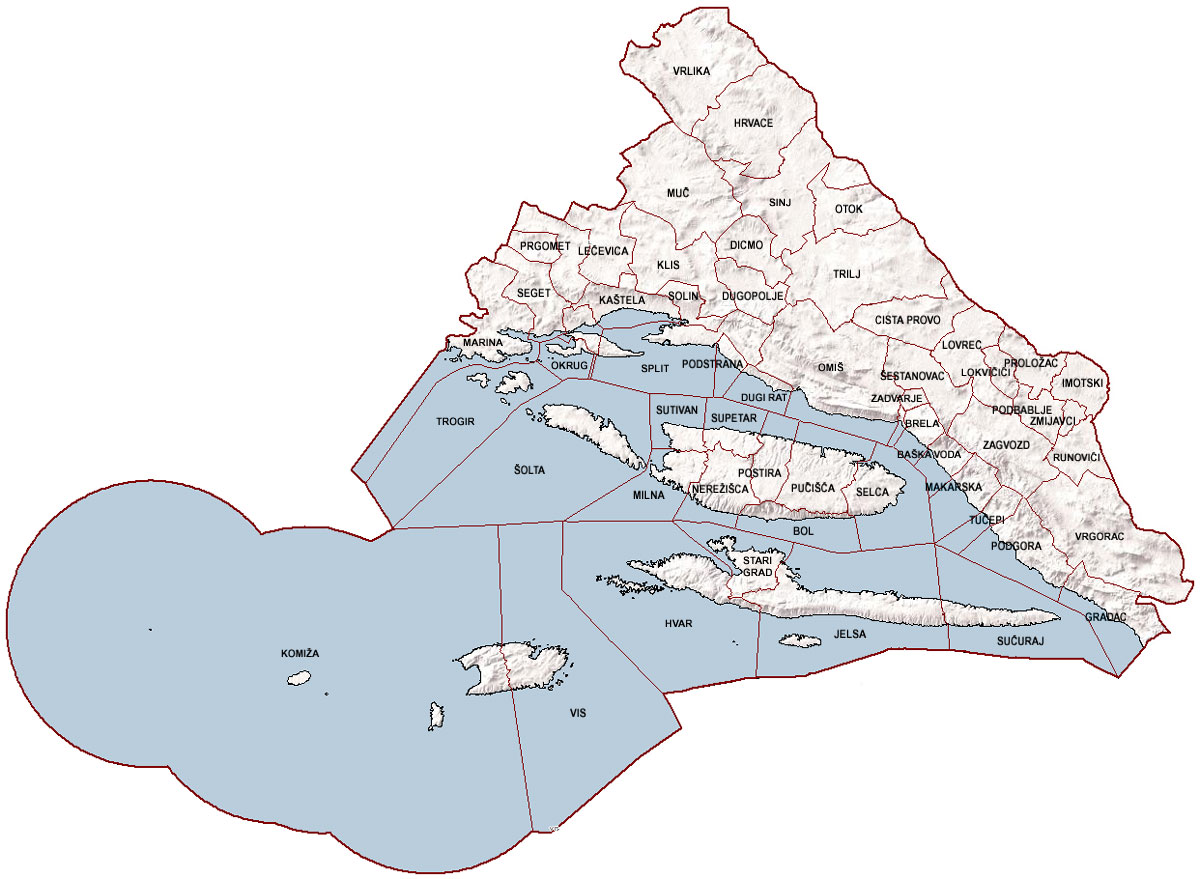 VRLIKA
HRVACE
MUČ
SINJ
OTOK
PRGOMET
LEČEVICA
DICMO
KLIS
TRILJ
SEGET
KAŠTELA
SOLIN
DUGOPOLJE
CISTA PROVO
MARINA
LOVREC
OKRUG
SPLIT
PODSTRANA
OMIŠ
ŠESTANOVAC
LOKVIČIĆI
PROLOŽAC
IMOTSKI
DUGI RAT
ZADVARJE
SUTIVAN
SUPETAR
PODBABLJE
ZMIJAVCI
TROGIR
BRELA
ZAGVOZD
BAŠKA VODA
RUNOVIĆI
ŠOLTA
POSTIRA
MILNA
NEREŽIŠĆA
PUČIŠĆA
SELCA
MAKARSKA
TUČEPI
BOL
PODGORA
VRGORAC
STARI
GRAD
HVAR
GRADAC
JELSA
SUĆURAJ
KOMIŽA
VIS